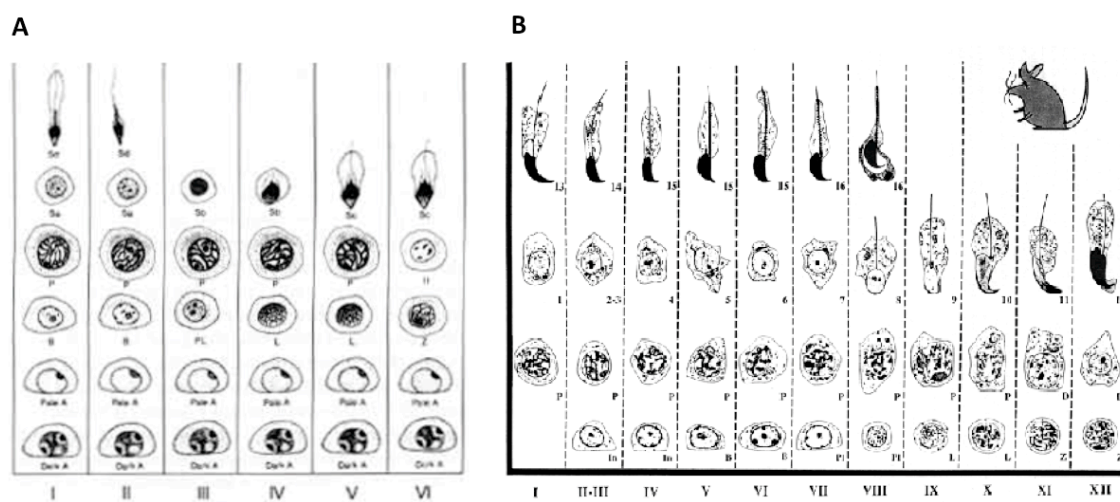 A
Sd Sd
Sa Sa Sb Sb Sc Sc
P P P P P II
B B PL L L Z
Pale A Pale A Pale A Pale A Pale A Pale A
Dark A Dark A Dark A Dark A Dark A Dark A
I II III IV V VI
B
13 14 15 15 15 16 16
1 2-3 4 5 6 7 8 9 10 11
P P P P P P P P P D
In In B B Pl Pl L L Z Z
I II-III IV V VI VII VIII IX X XI XII